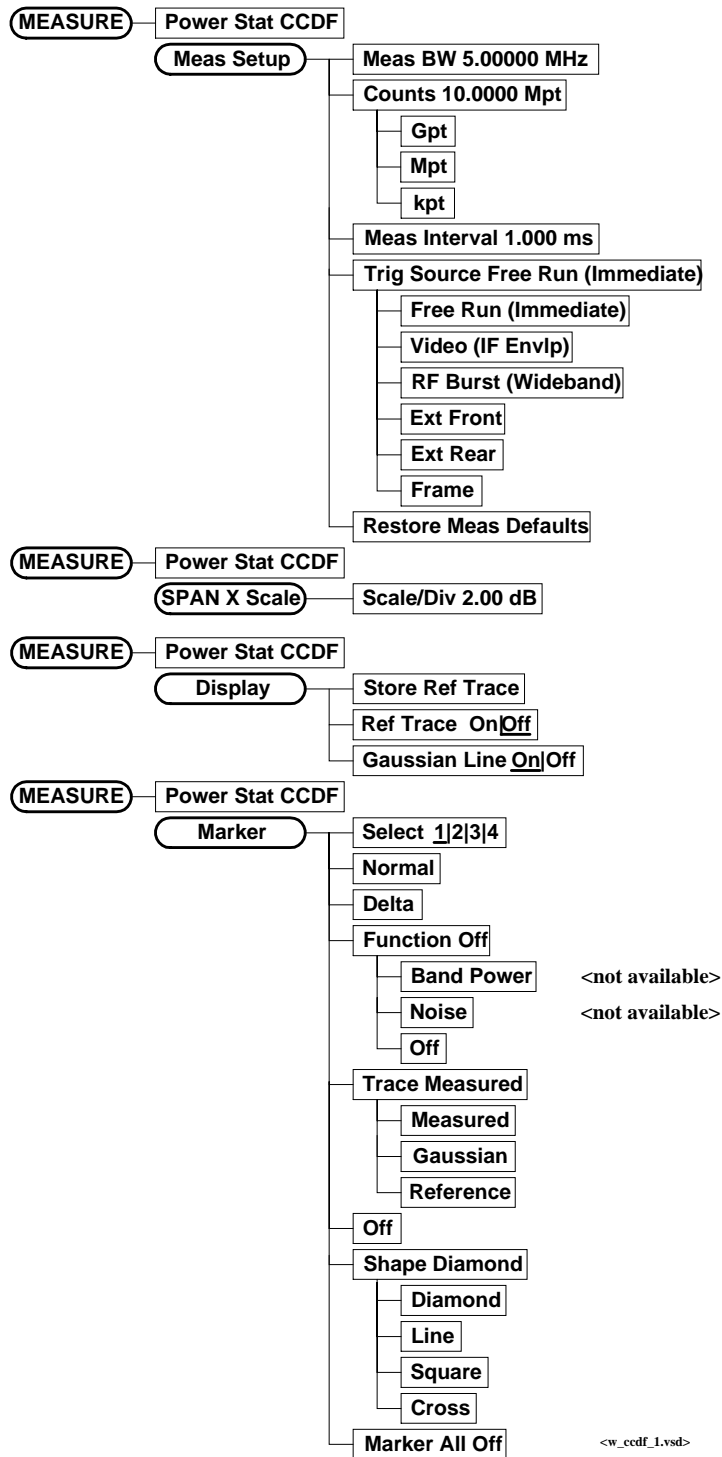 MEASURE Power Stat CCDF
Meas Setup Meas BW 5.00000 MHz
Counts 10.0000 Mpt
Gpt
Mpt
kpt
Meas Interval 1.000 ms
Trig Source Free Run (Immediate)
Free Run (Immediate)
Video (IF Envlp)
RF Burst (Wideband)
Ext Front
Ext Rear
Frame
Restore Meas Defaults
MEASURE Power Stat CCDF
SPAN X Scale Scale/Div 2.00 dB
MEASURE Power Stat CCDF
Display Store Ref Trace
Ref Trace On|Off
Gaussian Line On|Off
MEASURE Power Stat CCDF
Marker Select 1|2|3|4
Normal
Delta
Function Off
Band Power <not available>
Noise <not available>
Off
Trace Measured
Measured
Gaussian
Reference
Off
Shape Diamond
Diamond
Line
Square
Cross
Marker All Off <w_ccdf_1.vsd>